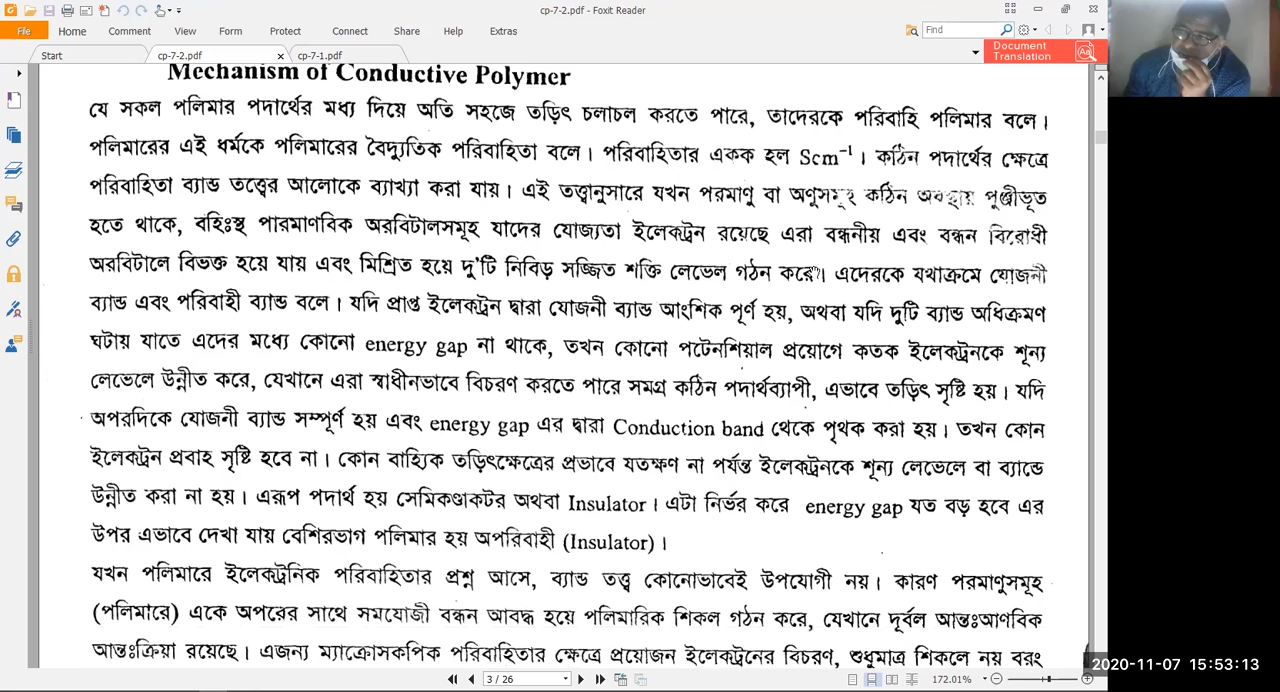 cp-7-2.pdf - Foxit Reader
File Home Comment View Form Protect Connect Share Help Extras
Find
Start cp-7-2.pdf cp-7-1.pdf
Document
Translation
Mechanism of Conductive Polymer
যে সকল পলিমার পদার্থের মধ্য দিয়ে অতি সহজে তড়িৎ চলাচল করতে পারে, তাদেরকে পরিবাহি পলিমার বলে।
পলিমারের এই ধর্মকে পলিমারের বৈদ্যুতিক পরিবাহিতা বলে। পরিবাহিতার একক হল Scm⁻¹। কঠিন পদার্থের ক্ষেত্রে
পরিবাহিতা ব্যান্ড তত্ত্বের আলোকে ব্যাখ্যা করা যায়। এই তত্ত্বানুসারে যখন পরমাণু বা অণুসমূহ কঠিন অবস্থায় পুঞ্জীভূত
হতে থাকে, বহিঃস্থ পারমাণবিক অরবিটালসমূহ যাদের যোজ্যতা ইলেকট্রন রয়েছে এরা বন্ধনীয় এবং বন্ধন বিরোধী
অরবিটালে বিভক্ত হয়ে যায় এবং মিশ্রিত হয়ে দু'টি নিবিড় সজ্জিত শক্তি লেভেল গঠন করে। এদেরকে যথাক্রমে যোজনী
ব্যান্ড এবং পরিবাহী ব্যান্ড বলে। যদি প্রাপ্ত ইলেকট্রন দ্বারা যোজনী ব্যান্ড আংশিক পূর্ণ হয়, অথবা যদি দুটি ব্যান্ড অধিক্রমণ
ঘটায় যাতে এদের মধ্যে কোনো energy gap না থাকে, তখন কোনো পটেনশিয়াল প্রয়োগে কতক ইলেকট্রনকে শূন্য
লেভেলে উন্নীত করে, যেখানে এরা স্বাধীনভাবে বিচরণ করতে পারে সমগ্র কঠিন পদার্থব্যাপী, এভাবে তড়িৎ সৃষ্টি হয়। যদি
অপরদিকে যোজনী ব্যান্ড সম্পূর্ণ হয় এবং energy gap এর দ্বারা Conduction band থেকে পৃথক করা হয়। তখন কোন
ইলেকট্রন প্রবাহ সৃষ্টি হবে না। কোন বাহ্যিক তড়িৎক্ষেত্রের প্রভাবে যতক্ষণ না পর্যন্ত ইলেকট্রনকে শূন্য লেভেলে বা ব্যান্ডে
উন্নীত করা না হয়। এরূপ পদার্থ হয় সেমিকণ্ডাকটর অথবা Insulator। এটা নির্ভর করে energy gap যত বড় হবে এর
উপর এভাবে দেখা যায় বেশিরভাগ পলিমার হয় অপরিবাহী (Insulator)।
যখন পলিমারে ইলেকট্রনিক পরিবাহিতার প্রশ্ন আসে, ব্যান্ড তত্ত্ব কোনোভাবেই উপযোগী নয়। কারণ পরমাণুসমূহ
(পলিমারে) একে অপরের সাথে সমযোজী বন্ধন আবদ্ধ হয়ে পলিমারিক শিকল গঠন করে, যেখানে দুর্বল আন্তঃআণবিক
আন্তঃক্রিয়া রয়েছে। এজন্য ম্যাক্রোসকপিক পরিবাহিতার ক্ষেত্রে প্রয়োজন ইলেকট্রনের বিচরণ, শুধুমাত্র শিকলে নয় বরং
2020-11-07 15:53:13
3 / 26 172.01%